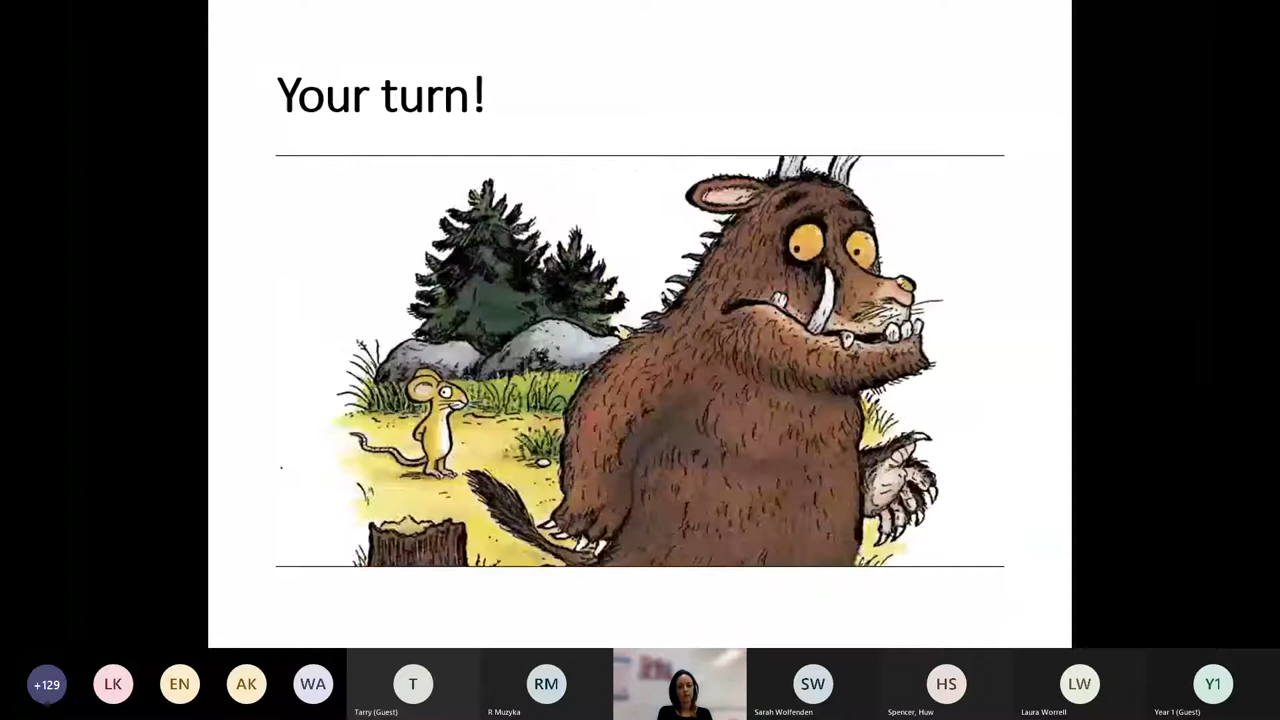 Your turn!
+129
LK
EN
AK
WA
T
Tarry (Guest)
RM
R Muzyka
SW
Sarah Wolfenden
HS
Spencer, Huw
LW
Laura Worrell
Y1
Year 1 (Guest)